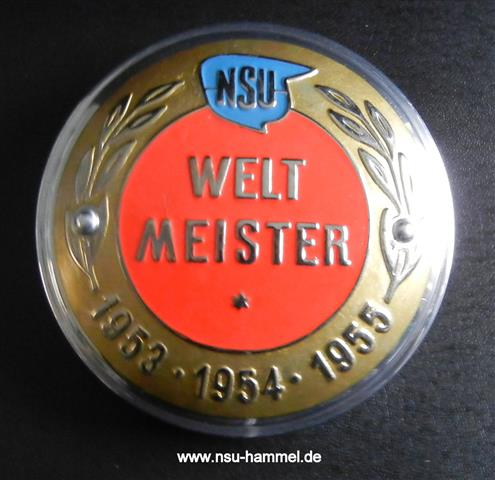 NSU
WELT
MEISTER
1953 · 1954 · 1955
www.nsu-hammel.de